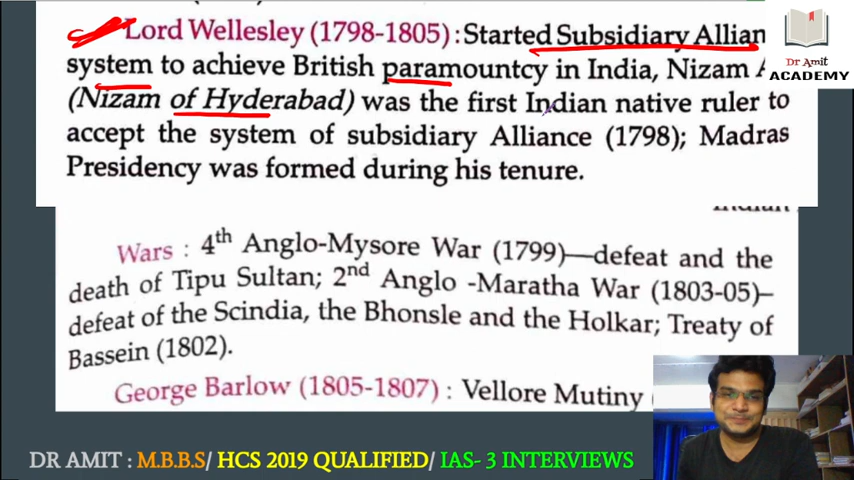 Lord Wellesley (1798-1805) : Started Subsidiary Allian
system to achieve British paramountcy in India, Nizam
(Nizam of Hyderabad) was the first Indian native ruler to
accept the system of subsidiary Alliance (1798); Madras
Presidency was formed during his tenure.
Dr Amit
ACADEMY
Wars : 4th Anglo-Mysore War (1799)—defeat and the
death of Tipu Sultan; 2nd Anglo -Maratha War (1803-05)–
defeat of the Scindia, the Bhonsle and the Holkar; Treaty of
Bassein (1802).
George Barlow (1805-1807) : Vellore Mutiny
DR AMIT : M.B.B.S/ HCS 2019 QUALIFIED/ IAS- 3 INTERVIEWS